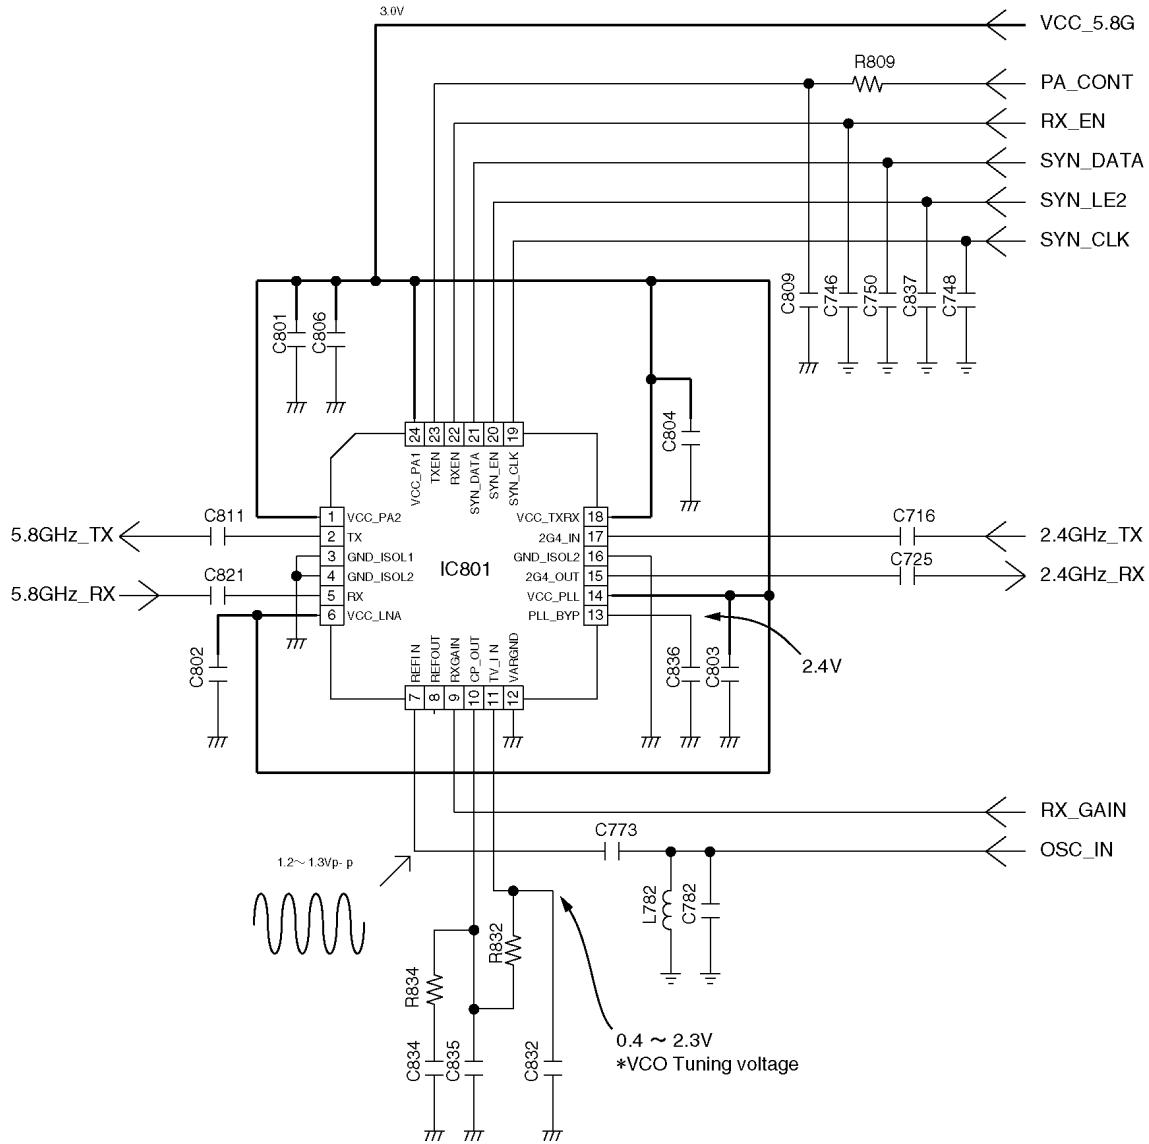 3.0V
VCC_5.8G
R809
PA_CONT
RX_EN
SYN_DATA
SYN_LE2
SYN_CLK
C801
C806
C809
C746
C750
C837
C748
C804
24
23
22
21
20
19
VCC_PA1
TXEN
RXEN
SYN_DATA
SYN_EN
SYN_CLK
5.8GHz_TX
C811
1
VCC_PA2
2
TX
3
GND_ISOL1
4
GND_ISOL2
5.8GHz_RX
C821
5
RX
6
VCC_LNA
IC801
VCC_TXRX
18
2G4_IN
17
GND_ISOL2
16
2G4_OUT
15
VCC_PLL
14
PLL_BYP
13
C716
2.4GHz_TX
C725
2.4GHz_RX
C802
REFIN
REFOUT
RXGAIN
CP_OUT
TV_IN
VARGND
7
8
9
10
11
12
C836
C803
2.4V
RX_GAIN
C773
OSC_IN
1.2~ 1.3Vp- p
L782
C782
R832
R834
C834
C835
C832
0.4 ~ 2.3V
*VCO Tuning voltage